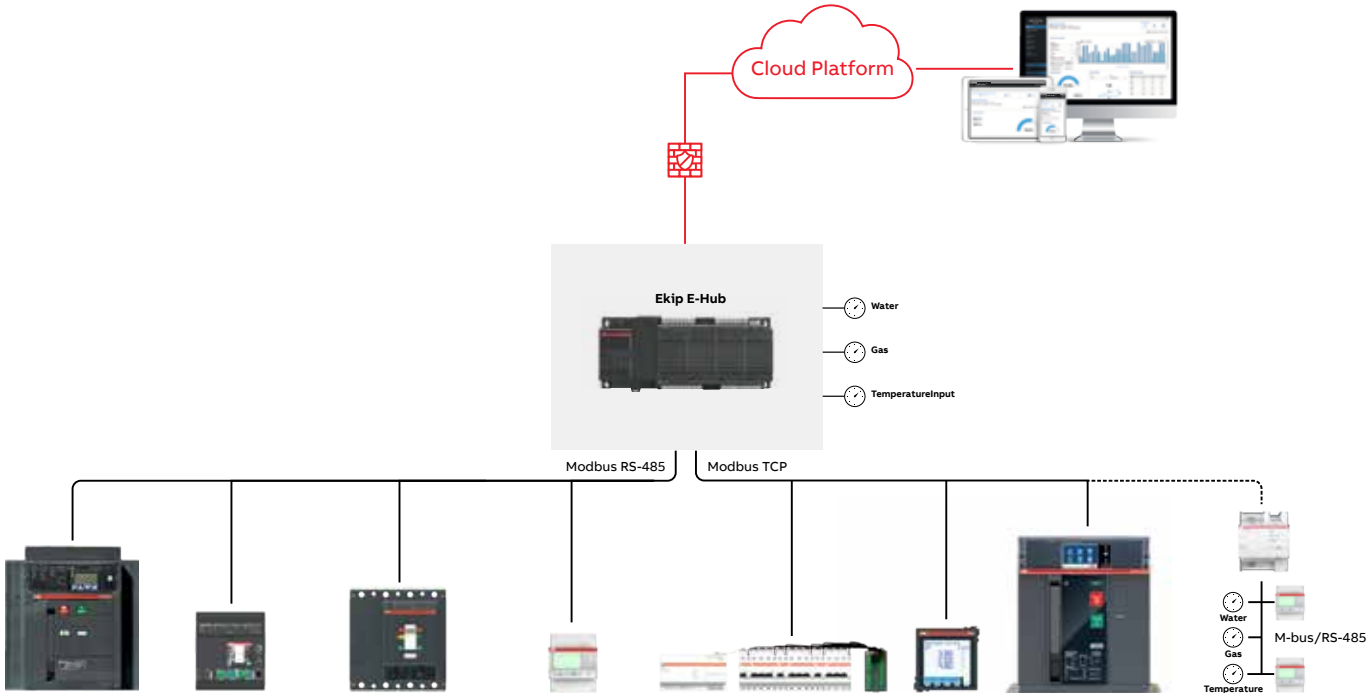 Cloud Platform
Ekip E-Hub
Water
Gas
TemperatureInput
Modbus RS-485
Modbus TCP
Water
Gas
Temperature
M-bus/RS-485